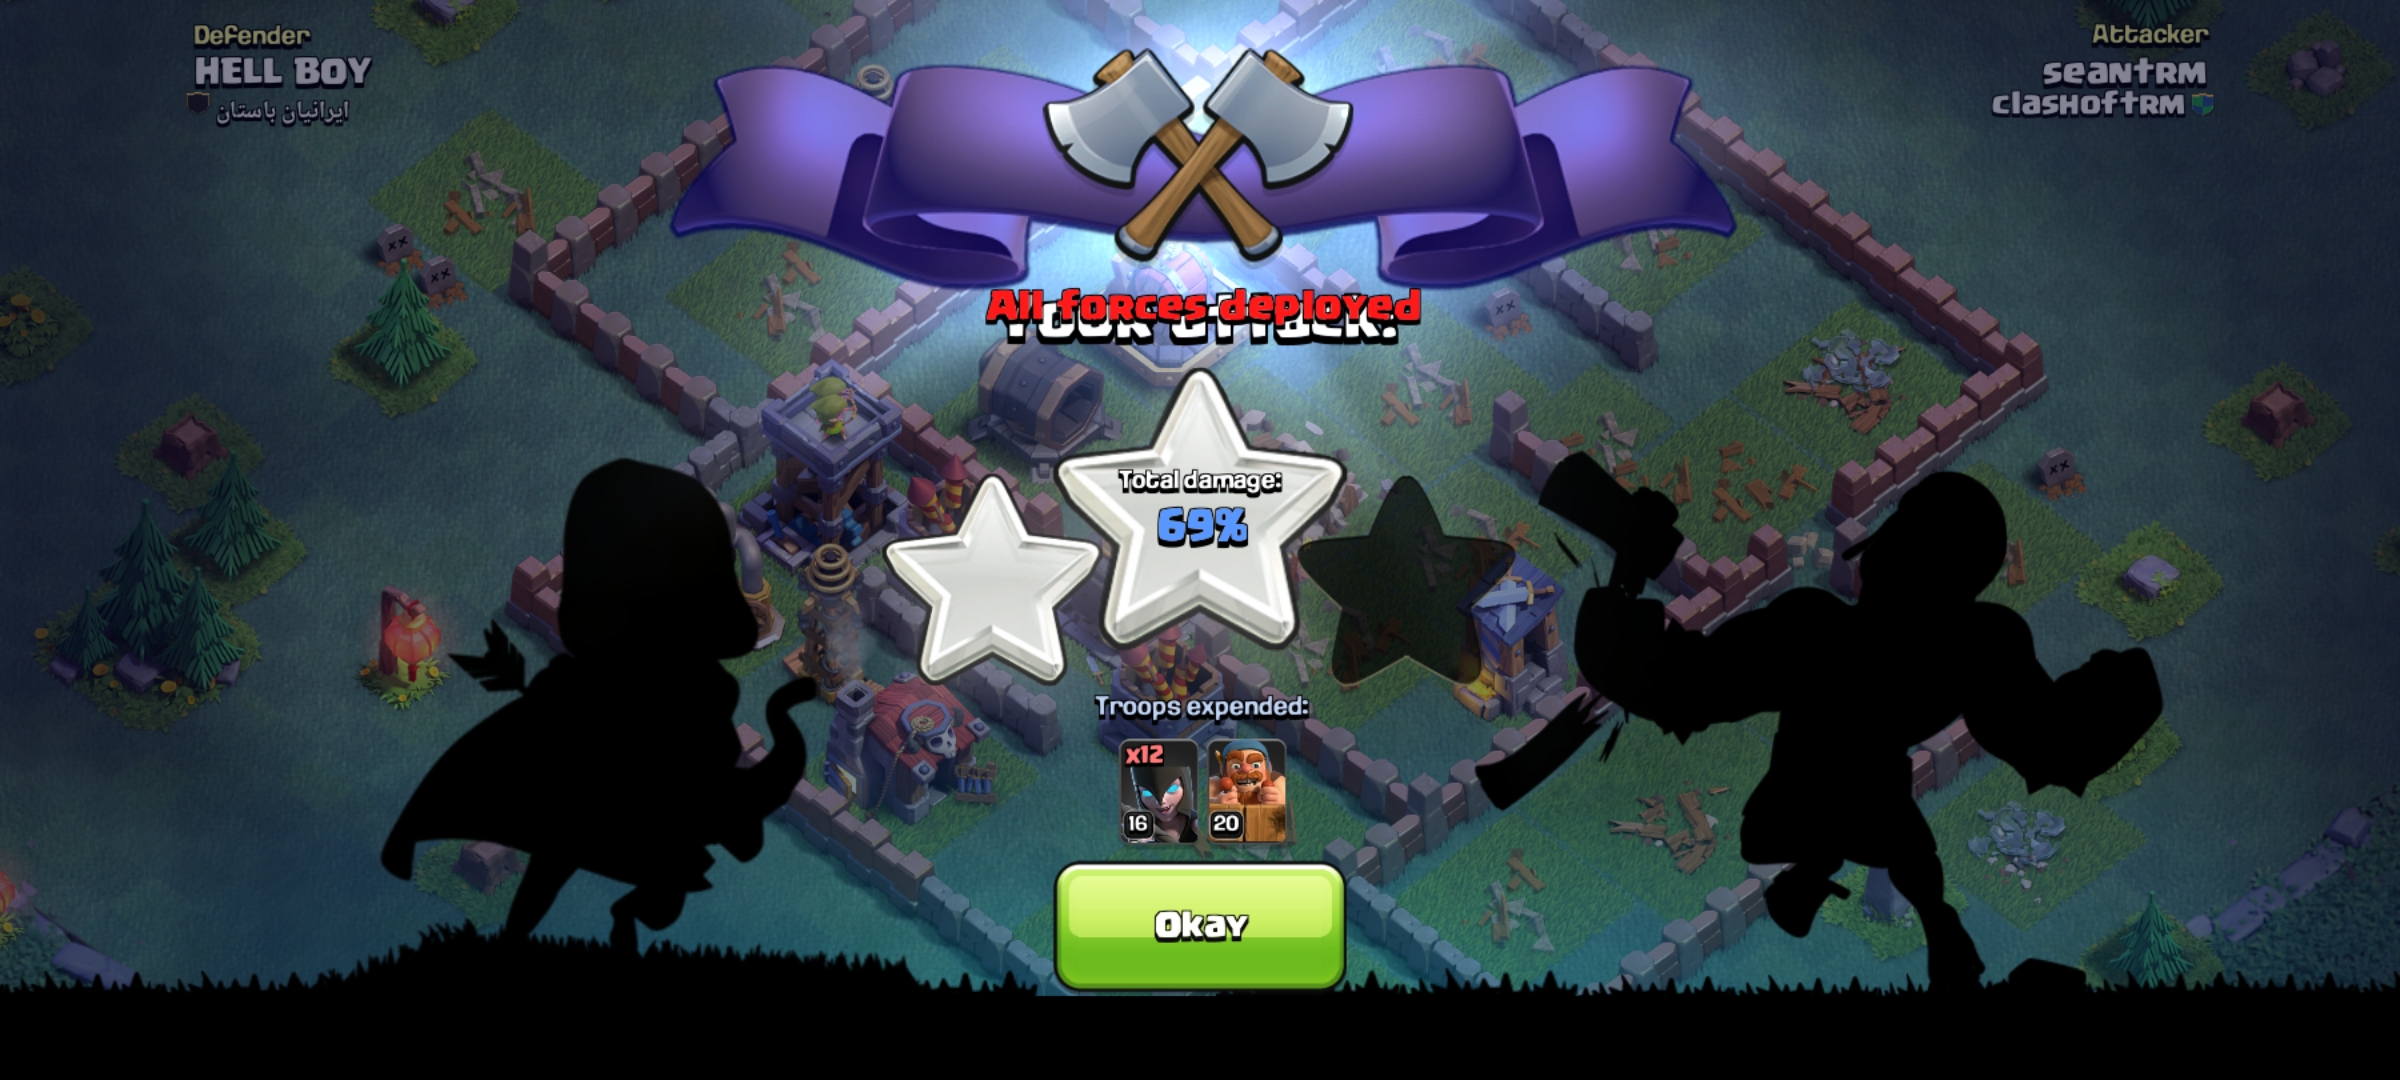 Defender
HELL BOY
ایرانیان باستان
Attacker
seantRM
clashoftRM
All forces deployed
Total damage:
69%
Troops expended:
x12
16
20
Okay